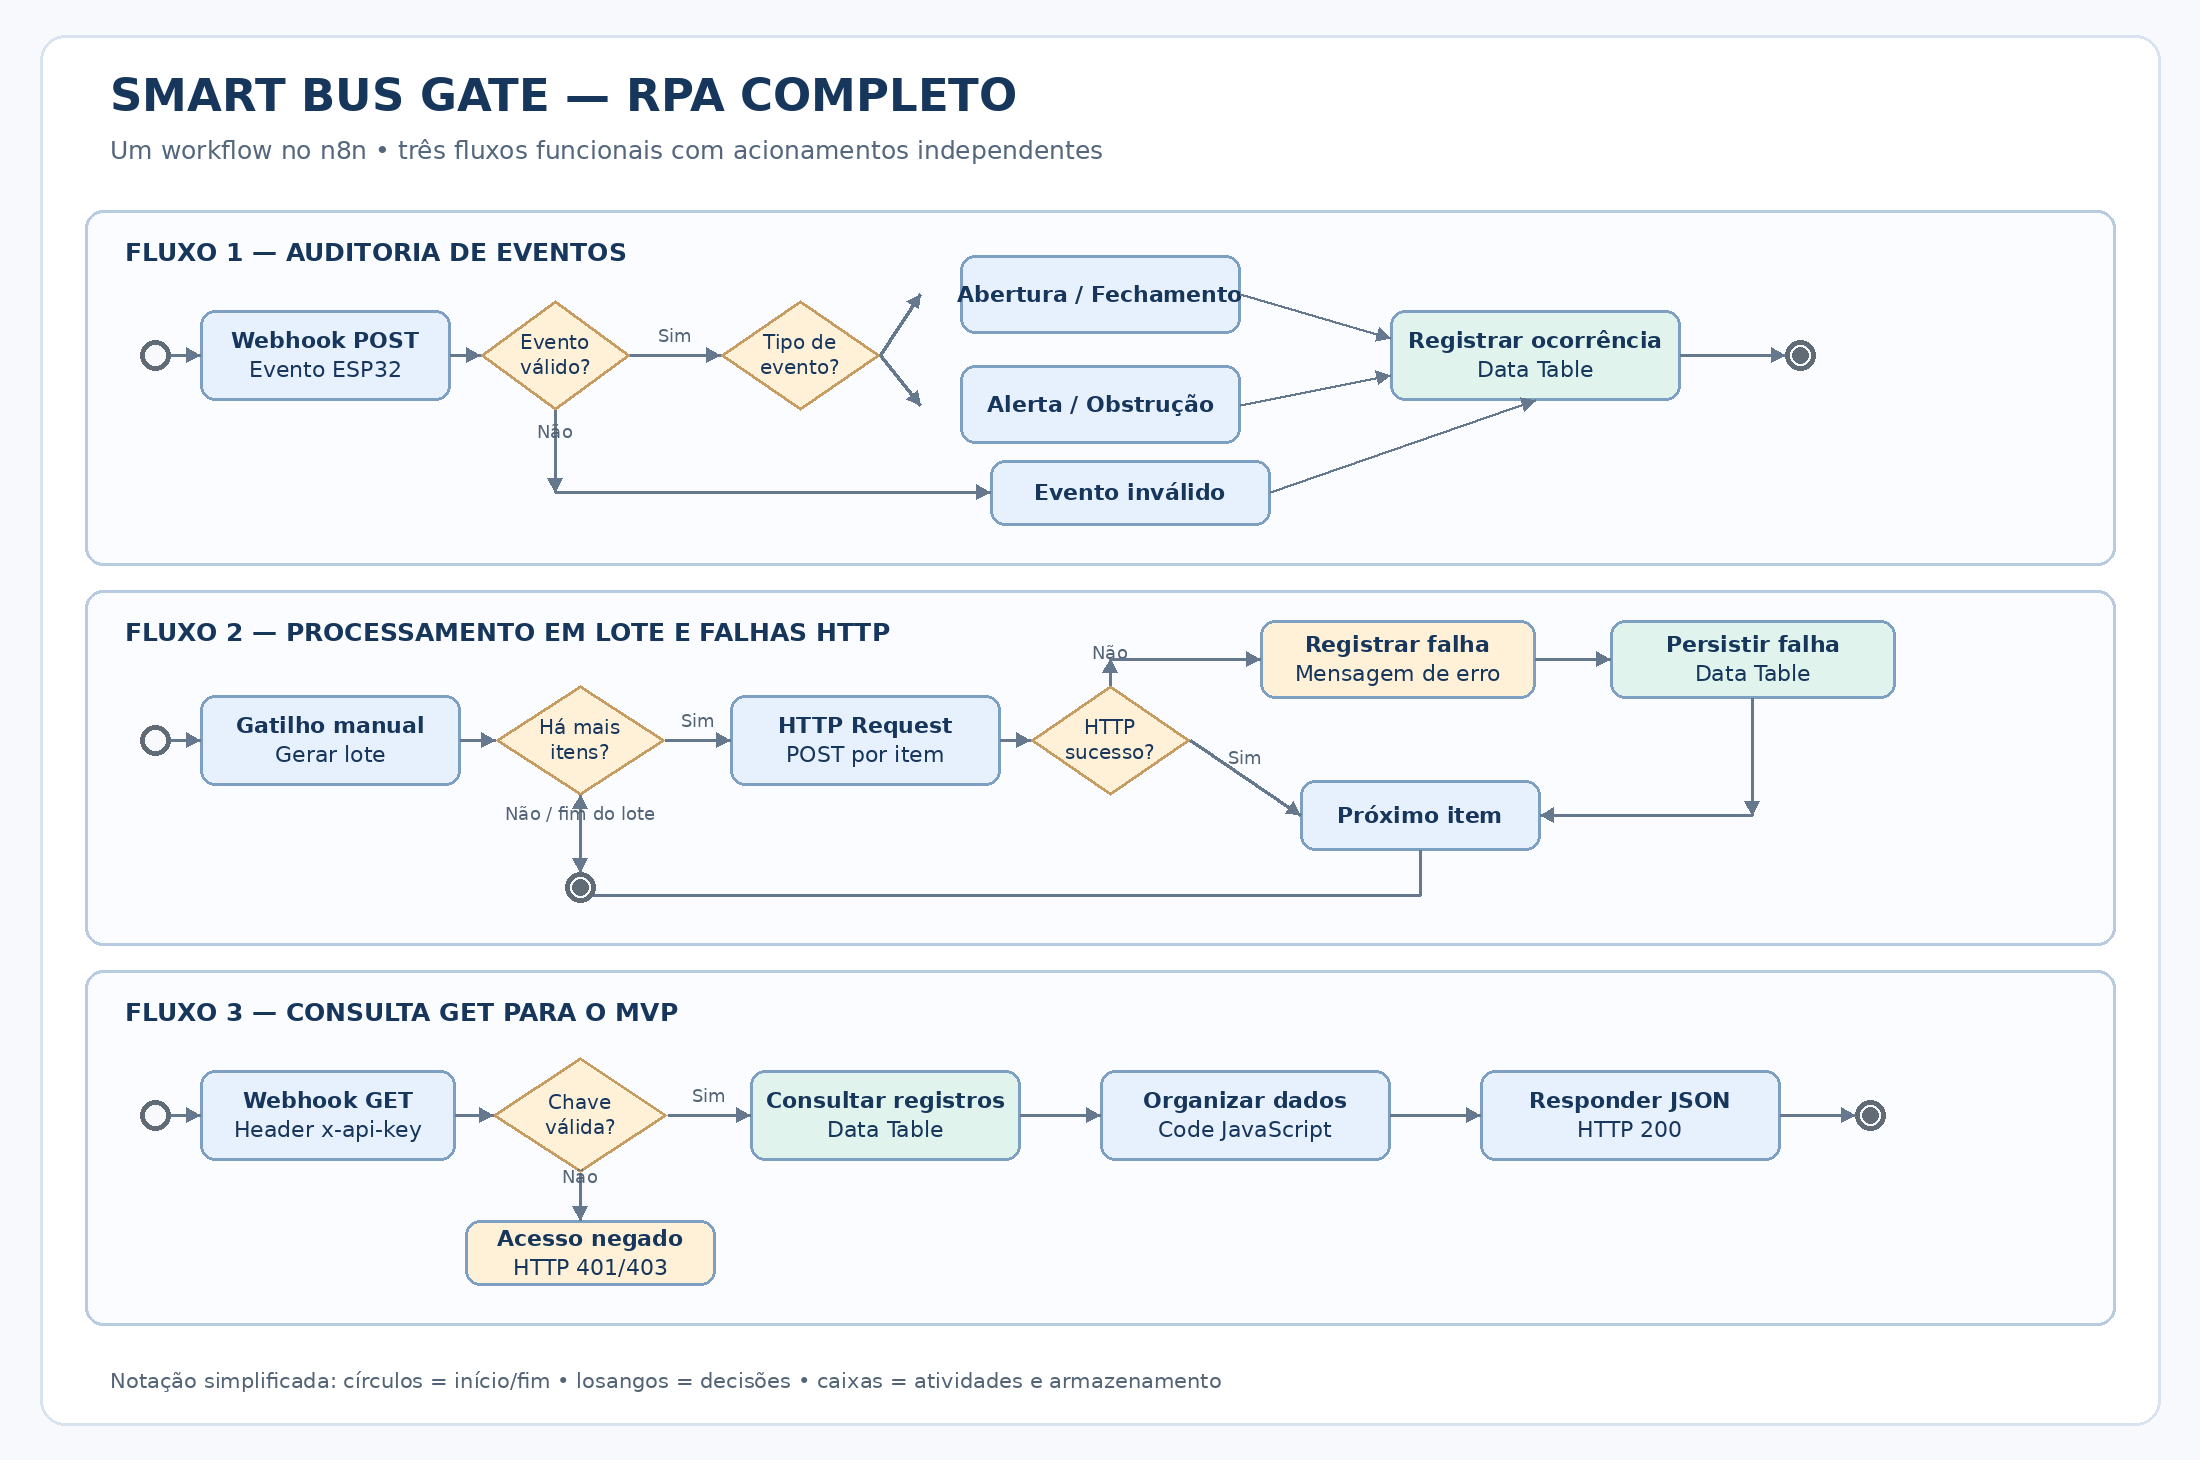 SMART BUS GATE — RPA COMPLETO
Um workflow no n8n • três fluxos funcionais com acionamentos independentes
FLUXO 1 — AUDITORIA DE EVENTOS
Webhook POST
Evento ESP32
Evento
válido?
Sim
Não
Tipo de
evento?
Abertura / Fechamento
Alerta / Obstrução
Evento inválido
Registrar ocorrência
Data Table
FLUXO 2 — PROCESSAMENTO EM LOTE E FALHAS HTTP
Gatilho manual
Gerar lote
Há mais
itens?
Sim
Não / fim do lote
HTTP Request
POST por item
HTTP
sucesso?
Não
Sim
Registrar falha
Mensagem de erro
Persistir falha
Data Table
Próximo item
FLUXO 3 — CONSULTA GET PARA O MVP
Webhook GET
Header x-api-key
Chave
válida?
Sim
Não
Acesso negado
HTTP 401/403
Consultar registros
Data Table
Organizar dados
Code JavaScript
Responder JSON
HTTP 200
Notação simplificada: círculos = início/fim • losangos = decisões • caixas = atividades e armazenamento